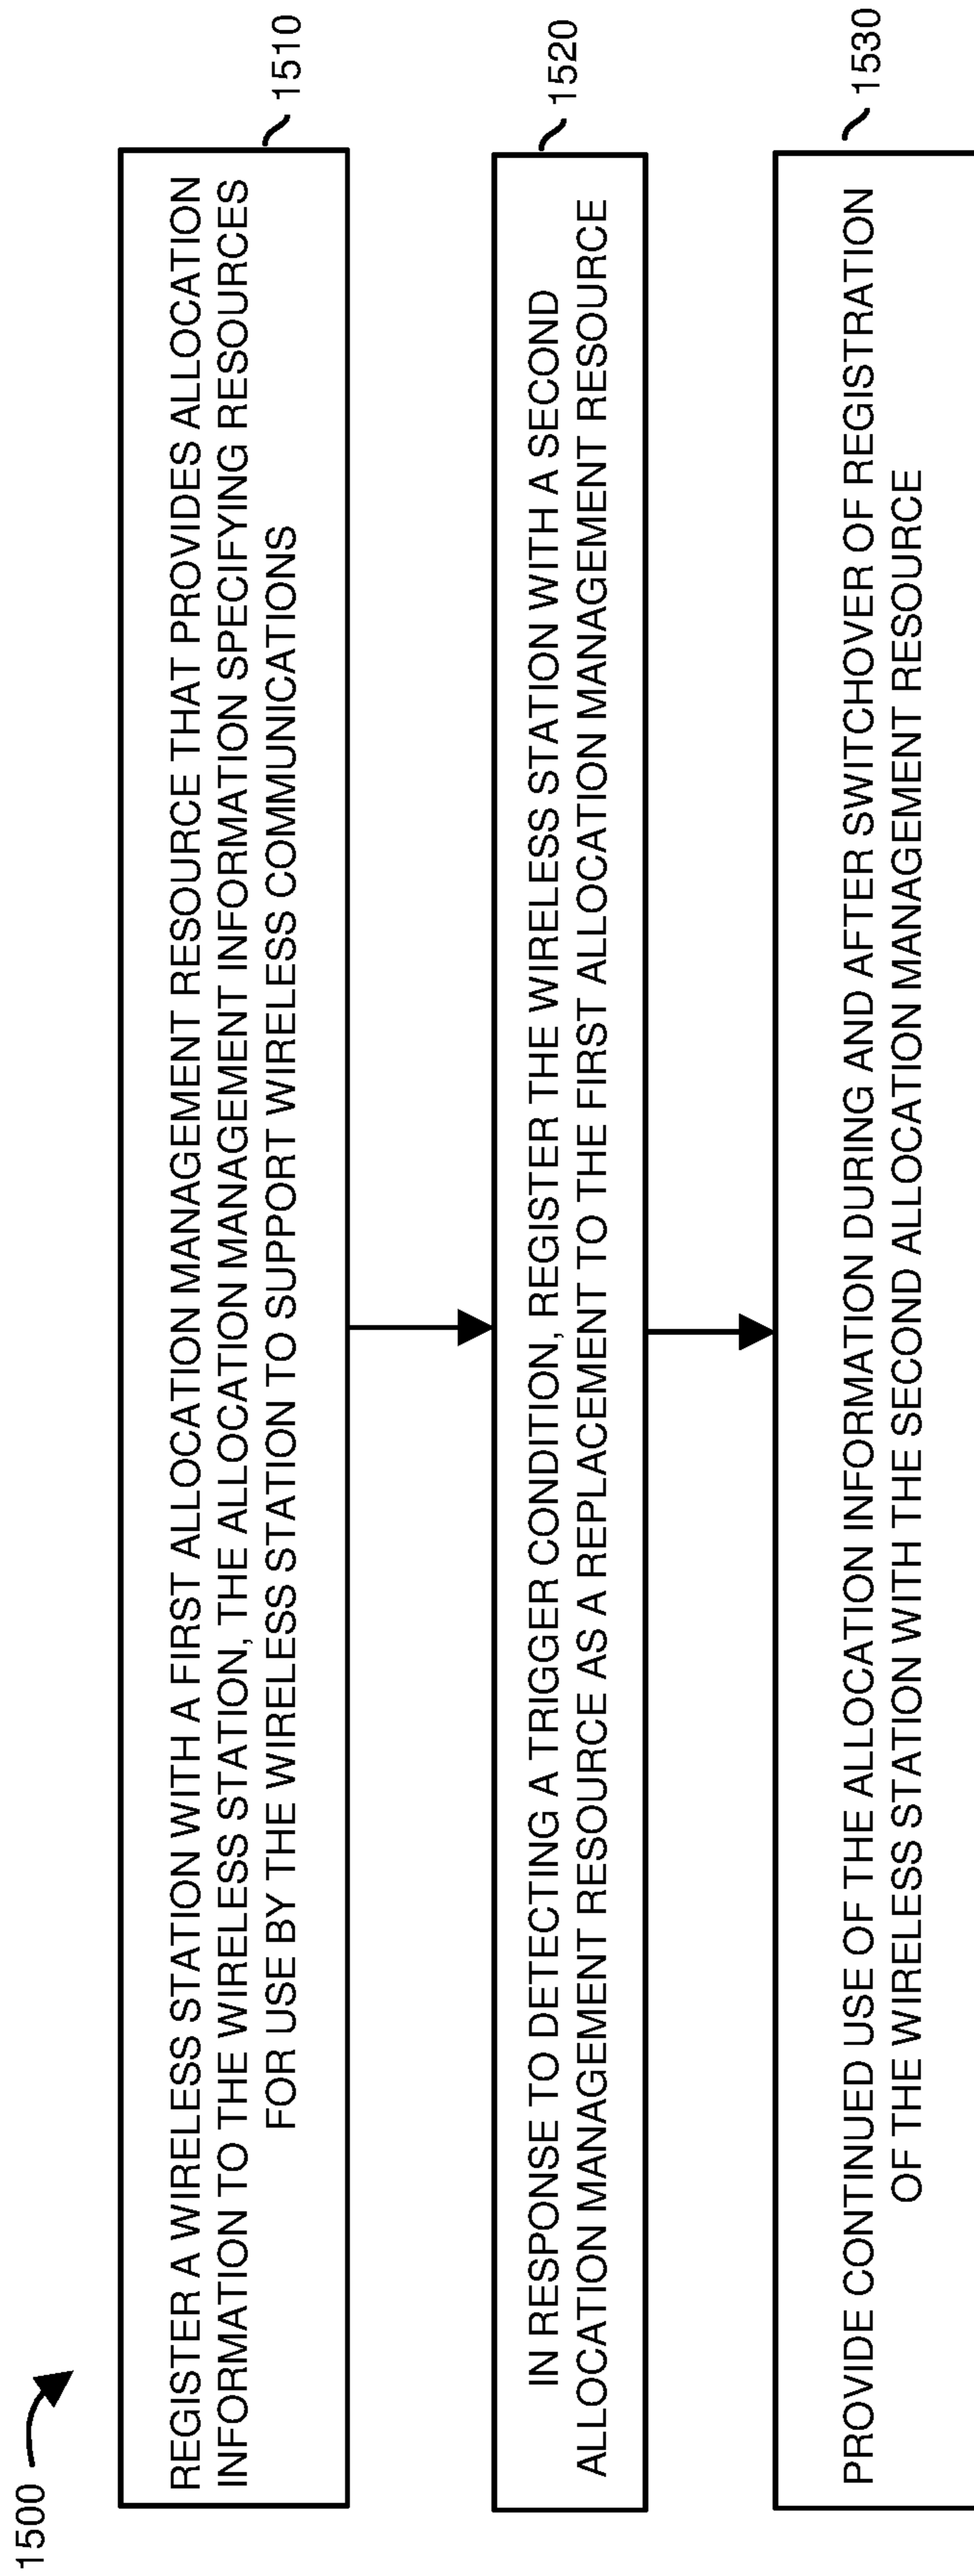 1500
REGISTER A WIRELESS STATION WITH A FIRST ALLOCATION MANAGEMENT RESOURCE THAT PROVIDES ALLOCATION
INFORMATION TO THE WIRELESS STATION, THE ALLOCATION MANAGEMENT INFORMATION SPECIFYING RESOURCES
FOR USE BY THE WIRELESS STATION TO SUPPORT WIRELESS COMMUNICATIONS
1510
IN RESPONSE TO DETECTING A TRIGGER CONDITION, REGISTER THE WIRELESS STATION WITH A SECOND
ALLOCATION MANAGEMENT RESOURCE AS A REPLACEMENT TO THE FIRST ALLOCATION MANAGEMENT RESOURCE
1520
PROVIDE CONTINUED USE OF THE ALLOCATION INFORMATION DURING AND AFTER SWITCHOVER OF REGISTRATION
OF THE WIRELESS STATION WITH THE SECOND ALLOCATION MANAGEMENT RESOURCE
1530